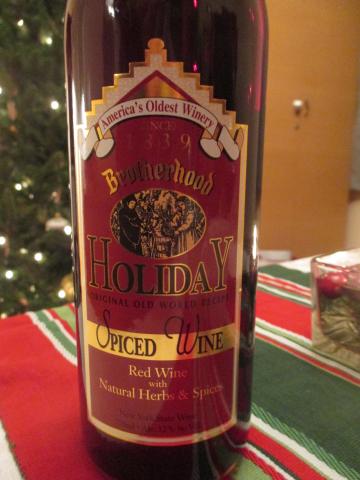 America's Oldest Winery
SINCE
1839
Brotherhood
HOLIDAY
ORIGINAL OLD WORLD RECIPE
SPICED WINE
Red Wine
with
Natural Herbs & Spices
New York State Wine